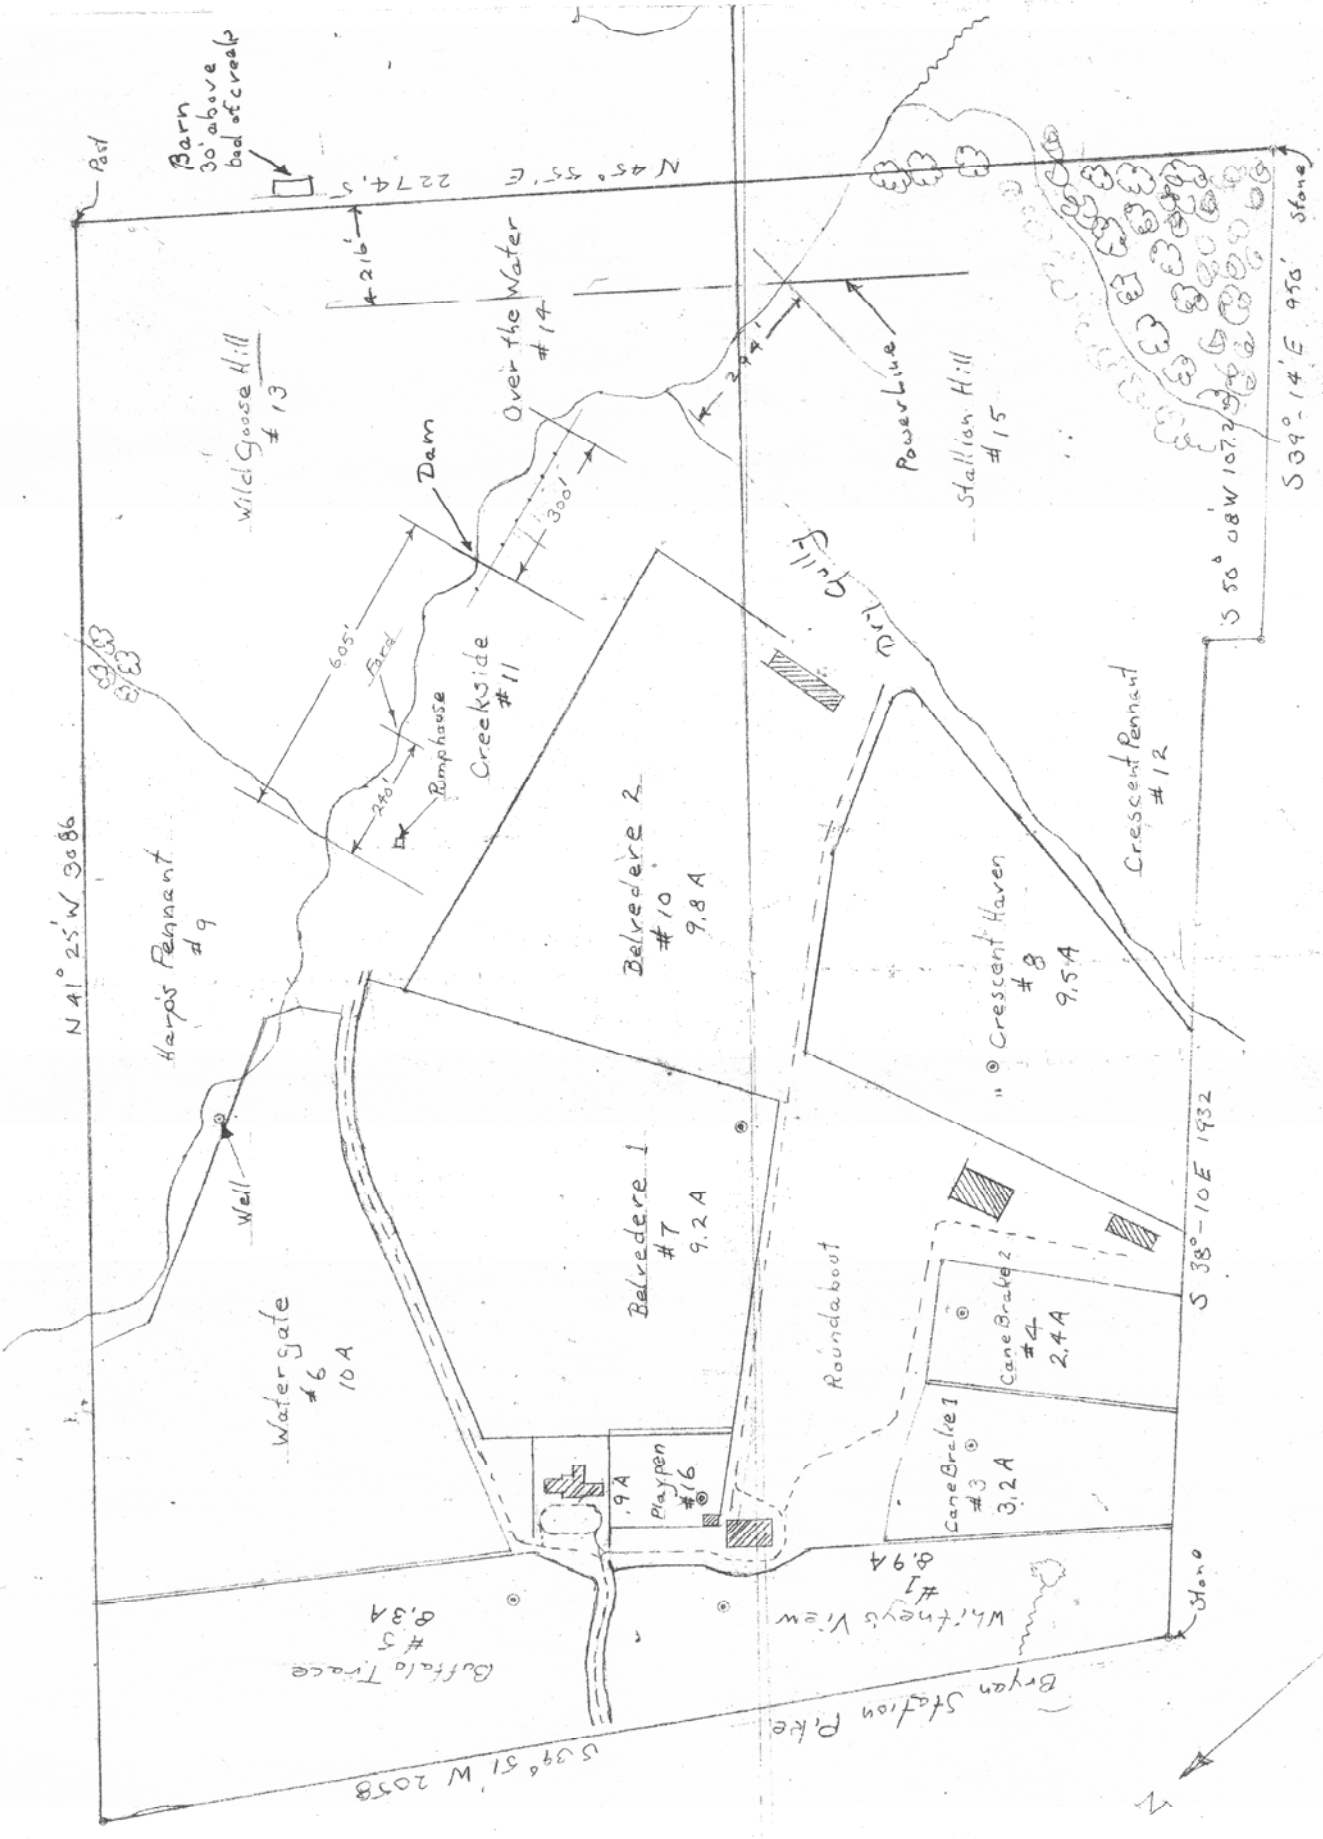 Post
Barn
30' above
bed of creek
N 45° 55' E
2274.5
216'
Wild Goose Hill
# 13
Over the Water
# 14
Dam
294'
Power Line
Stallion Hill
# 15
300'
605'
Ford
240'
Pumphouse
Creekside
# 11
Dry Gulley
Stone
S 39°-14' E 950'
S 50° 08' W 107.2
N 41° 25' W 3086
Harp's Pennant
# 9
Belvedere 2
# 10
9.8 A
Crescent Pennant
# 12
Crescent Haven
# 8
9.5 A
Well
Watergate
# 6
10 A
Belvedere 1
# 7
9.2 A
Roundabout
S 38°-10 E 1932
Cane Brake 2
# 4
2.4 A
Cane Brake 1
# 3
3.2 A
.9 A
Playpen
# 16
Buffalo Trace
# 5
8.3 A
Whitney's View
# 1
8.9 A
Stone
Bryan Station Pike
S 39° 51' W 2058
N